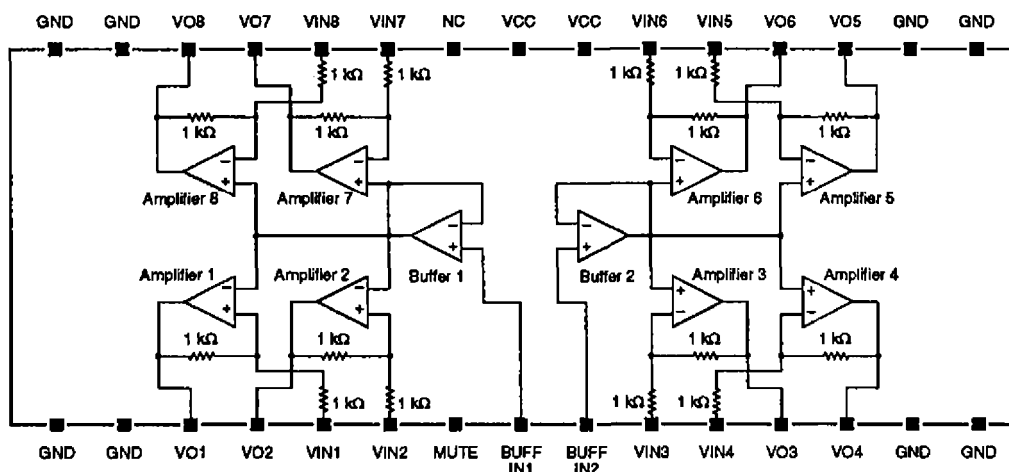 GND GND VO8 VO7 VIN8 VIN7 NC VCC VCC VIN6 VIN5 VO6 VO5 GND GND
1 kΩ 1 kΩ 1 kΩ 1 kΩ
1 kΩ 1 kΩ 1 kΩ 1 kΩ
− − − −
+ + + +
Amplifier 8 Amplifier 7 Amplifier 6 Amplifier 5
− −
+ +
Amplifier 1 Amplifier 2 Buffer 1 Buffer 2 Amplifier 3 Amplifier 4
− − + +
+ + − −
1 kΩ 1 kΩ 1 kΩ 1 kΩ
1 kΩ 1 kΩ 1 kΩ 1 kΩ
GND GND VO1 VO2 VIN1 VIN2 MUTE BUFF BUFF VIN3 VIN4 VO3 VO4 GND GND
IN1 IN2